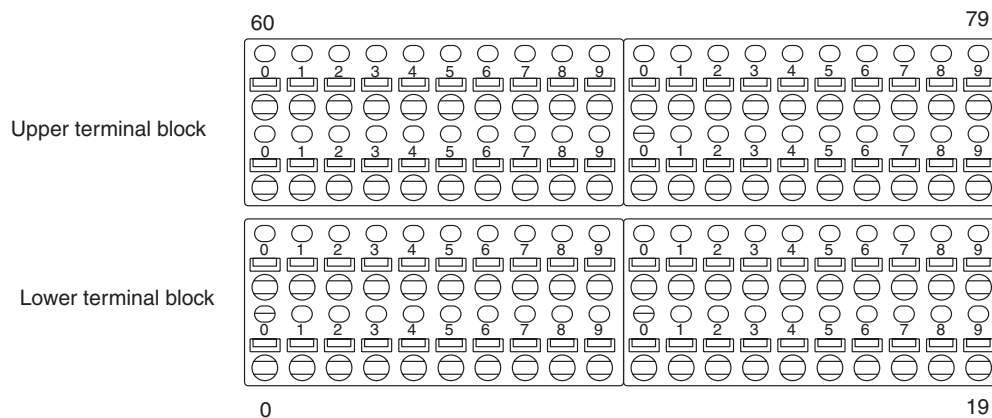 60 79
0 1 2 3 4 5 6 7 8 9 0 1 2 3 4 5 6 7 8 9
Upper terminal block
0 1 2 3 4 5 6 7 8 9 0 1 2 3 4 5 6 7 8 9
0 1 2 3 4 5 6 7 8 9 0 1 2 3 4 5 6 7 8 9
Lower terminal block
0 1 2 3 4 5 6 7 8 9 0 1 2 3 4 5 6 7 8 9
0 19